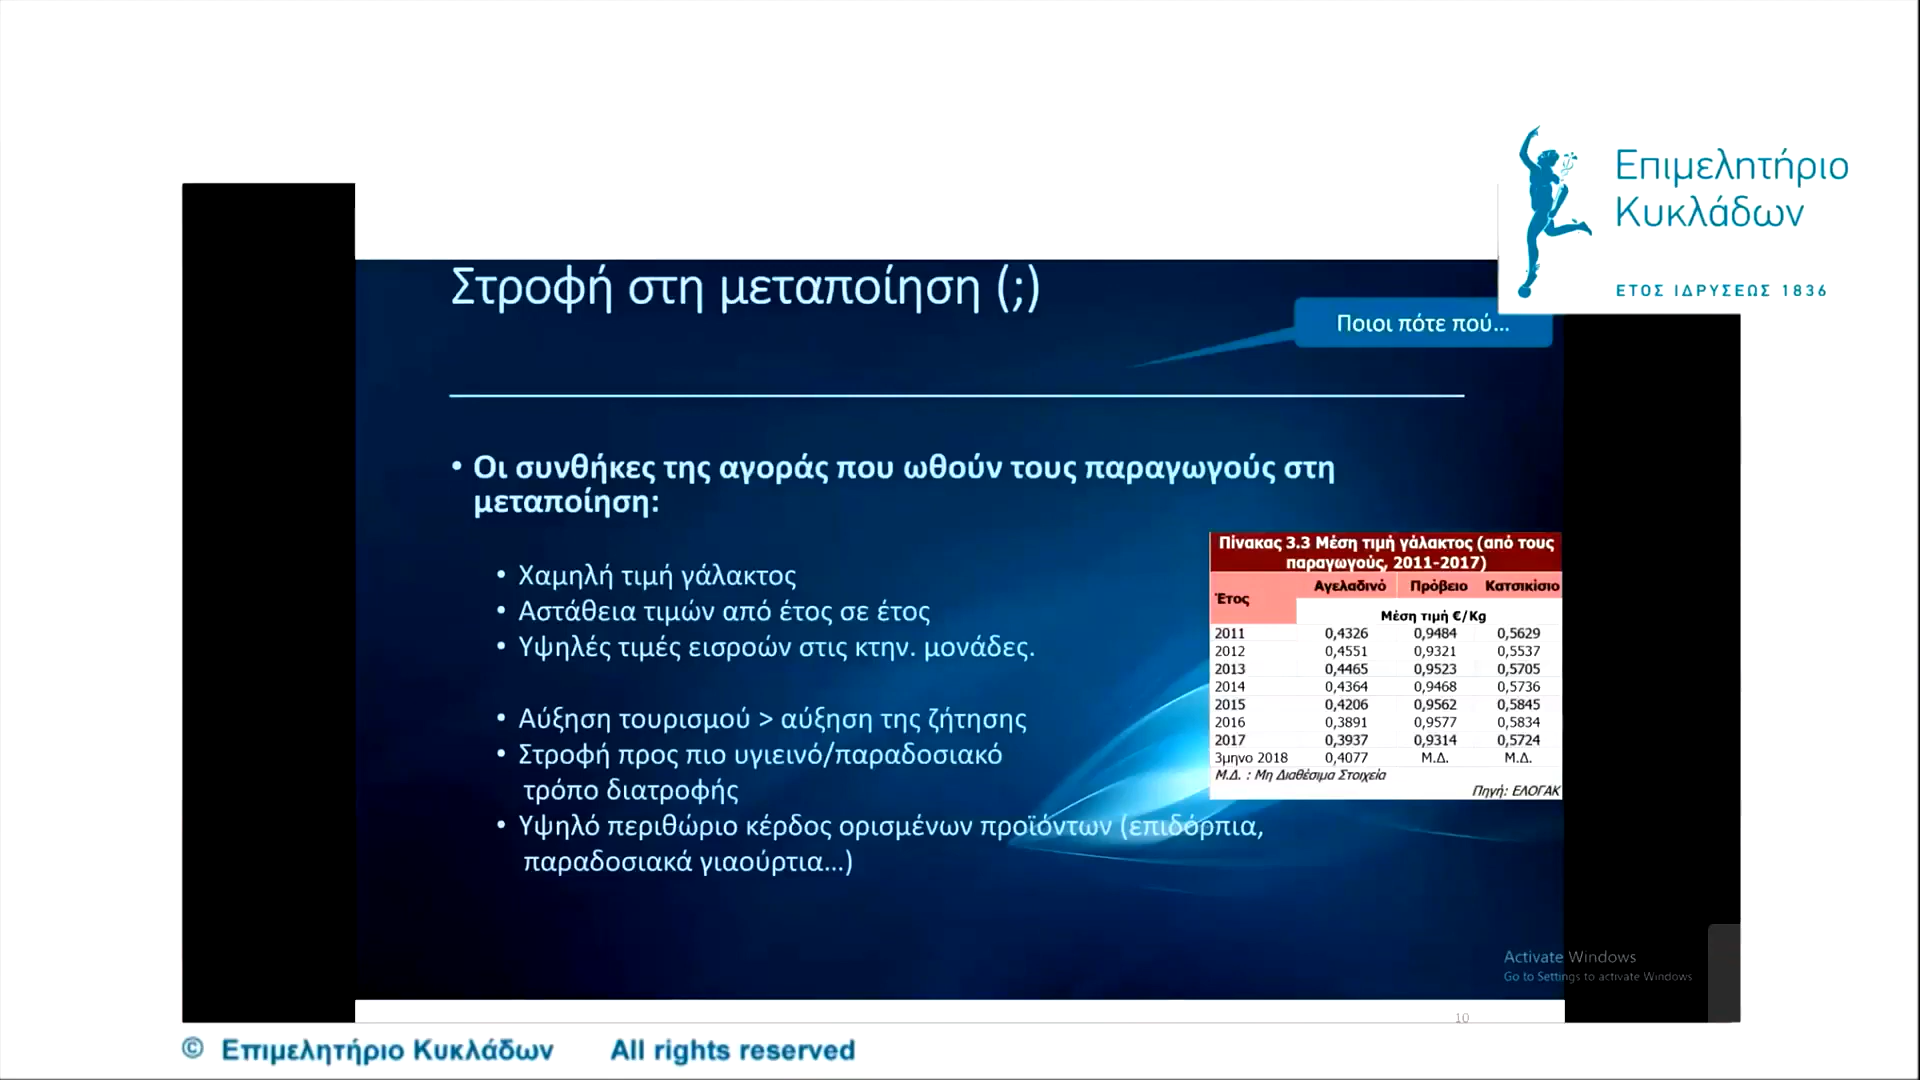 Επιμελητήριο
Κυκλάδων
ΕΤΟΣ ΙΔΡΥΣΕΩΣ 1836
Στροφή στη μεταποίηση (;)
Ποιοι πότε πού...
• Οι συνθήκες της αγοράς που ωθούν τους παραγωγούς στη
μεταποίηση:
• Χαμηλή τιμή γάλακτος
• Αστάθεια τιμών από έτος σε έτος
• Υψηλές τιμές εισροών στις κτην. μονάδες.
• Αύξηση τουρισμού > αύξηση της ζήτησης
• Στροφή προς πιο υγιεινό/παραδοσιακό
τρόπο διατροφής
• Υψηλό περιθώριο κέρδος ορισμένων προϊόντων (επιδόρπια,
παραδοσιακά γιαούρτια...)
Πίνακας 3.3 Μέση τιμή γάλακτος (από τους
παραγωγούς, 2011-2017)
Έτος Αγελαδινό Πρόβειο Κατσικίσιο
Μέση τιμή €/Kg
2011 0,4326 0,9484 0,5629
2012 0,4551 0,9321 0,5537
2013 0,4465 0,9523 0,5705
2014 0,4364 0,9468 0,5736
2015 0,4206 0,9562 0,5845
2016 0,3891 0,9577 0,5834
2017 0,3937 0,9314 0,5724
3μηνο 2018 0,4077 Μ.Δ. Μ.Δ.
Μ.Δ. : Μη Διαθέσιμα Στοιχεία
Πηγή: ΕΛΟΓΑΚ
Activate Windows
Go to Settings to activate Windows
10
© Επιμελητήριο Κυκλάδων All rights reserved